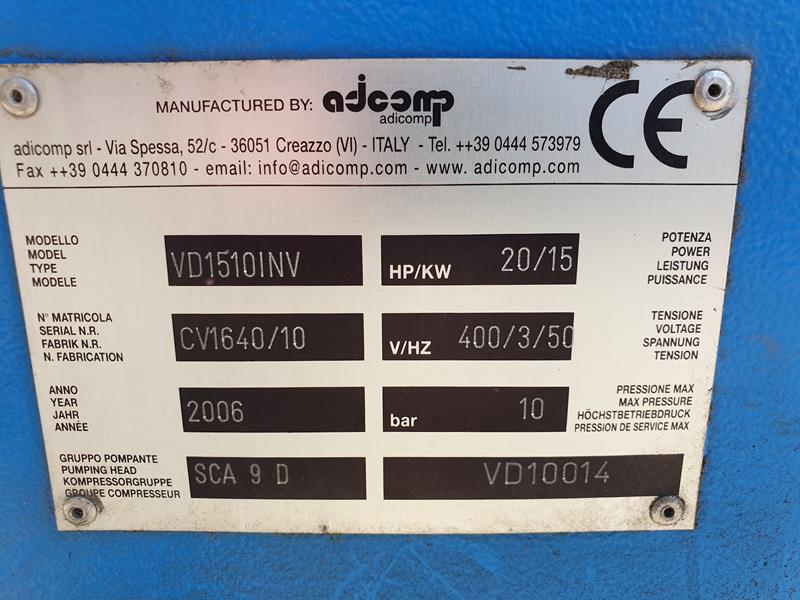 MANUFACTURED BY: adicomp
adicomp
CE
adicomp srl - Via Spessa, 52/c - 36051 Creazzo (VI) - ITALY - Tel. ++39 0444 573979
Fax ++39 0444 370810 - email: info@adicomp.com - www. adicomp.com
MODELLO
MODEL
TYPE
MODELE
VD1510INV
HP/KW 20/15
POTENZA
POWER
LEISTUNG
PUISSANCE
N° MATRICOLA
SERIAL N.R.
FABRIK N.R.
N. FABRICATION
CV1640/10
V/HZ 400/3/50
TENSIONE
VOLTAGE
SPANNUNG
TENSION
ANNO
YEAR
JAHR
ANNÉE
2006
bar 10
PRESSIONE MAX
MAX PRESSURE
HÖCHSTBETRIEBDRUCK
PRESSION DE SERVICE MAX
GRUPPO POMPANTE
PUMPING HEAD
KOMPRESSORGRUPPE
GROUPE COMPRESSEUR
SCA 9 D
VD10014